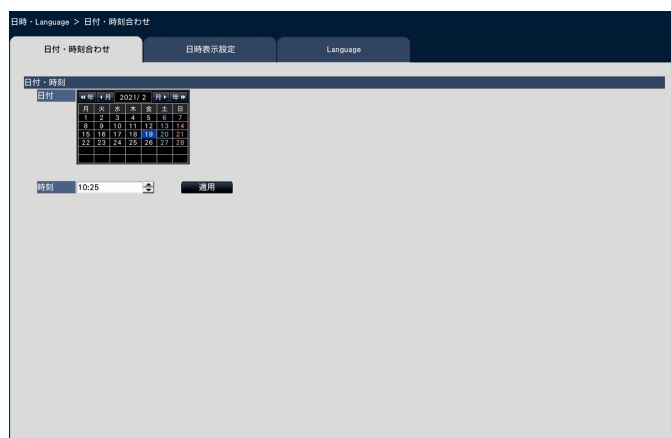 日時・Language > 日付・時刻合わせ
日付・時刻合わせ 日時表示設定 Language
日付・時刻
日付 ◀◀年 ◀月 2021/ 2 月▶ 年▶▶
月 火 水 木 金 土 日
1 2 3 4 5 6 7
8 9 10 11 12 13 14
15 16 17 18 19 20 21
22 23 24 25 26 27 28
時刻 10:25 適用